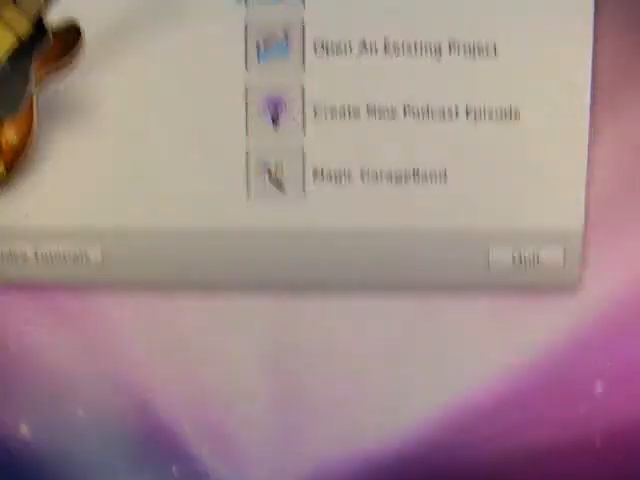 Open An Existing Project
Create New Podcast Episode
Magic GarageBand
Quit